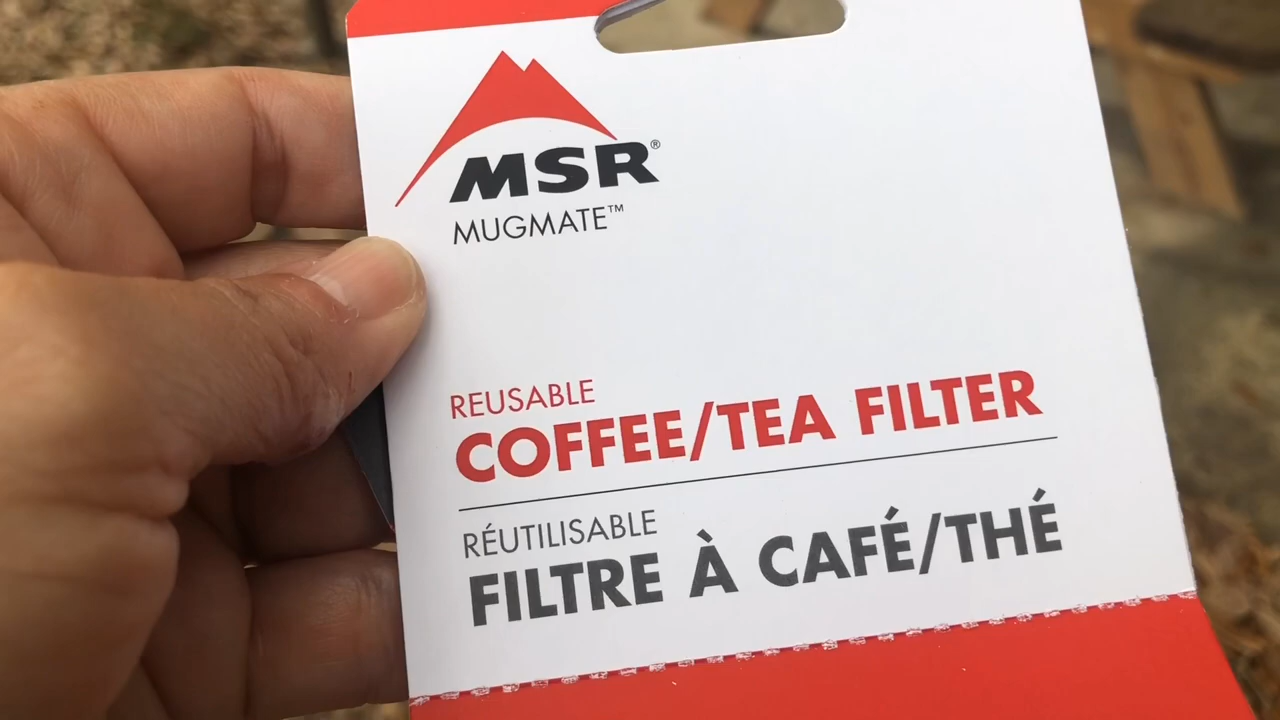 MSR®
MUGMATE™
REUSABLE
COFFEE/TEA FILTER
RÉUTILISABLE
FILTRE À CAFÉ/THÉ